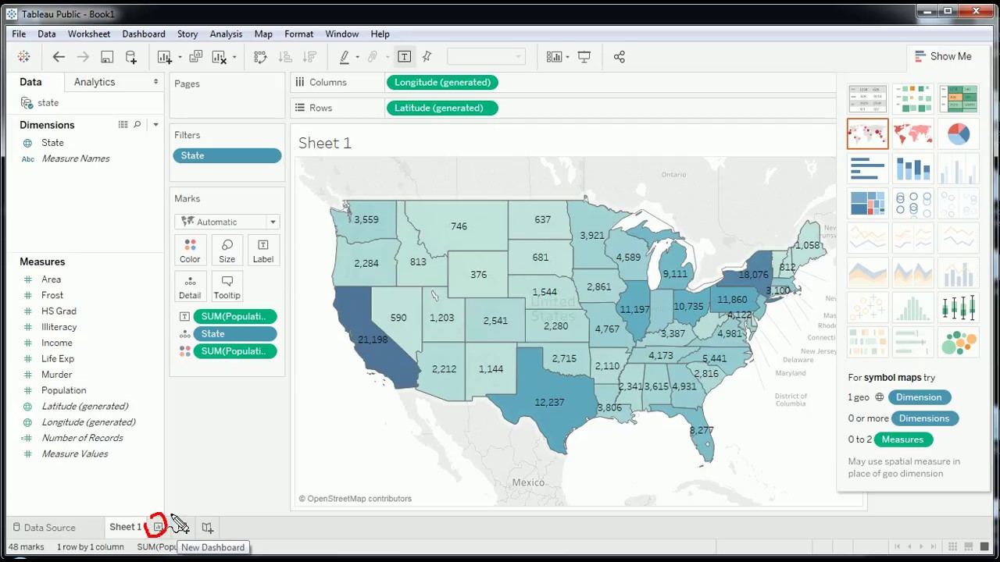 Tableau Public - Book1
File Data Worksheet Dashboard Story Analysis Map Format Window Help
Show Me
Data Analytics
state
Dimensions
State
Abc Measure Names
Measures
Area
Frost
HS Grad
Illiteracy
Income
Life Exp
Murder
Population
Latitude (generated)
Longitude (generated)
Number of Records
Measure Values
Pages
Filters
State
Marks
Automatic
Color Size Label
Detail Tooltip
SUM(Populati..
State
SUM(Populati..
Columns Longitude (generated)
Rows Latitude (generated)
Sheet 1
Ontario
United
States
Mexico
3,559
746
637
3,921
1,058
2,284
813
681
4,589
812
376
9,111
18,076
3,100
1,544
2,861
11,860
590
1,203
2,541
2,280
11,197
10,735
4,122
21,198
4,767
3,387
4,981
4,173
5,441
2,212
1,144
2,715
2,110
2,816
2,341
3,615
4,931
12,237
3,806
8,277
Rhode
Connecti
New Jersey
Delaware
Maryland
District of
Columbia
© OpenStreetMap contributors
For symbol maps try
1 geo Dimension
0 or more Dimensions
0 to 2 Measures
May use spatial measure in
place of geo dimension
Data Source Sheet 1
New Dashboard
48 marks 1 row by 1 column SUM(Popu